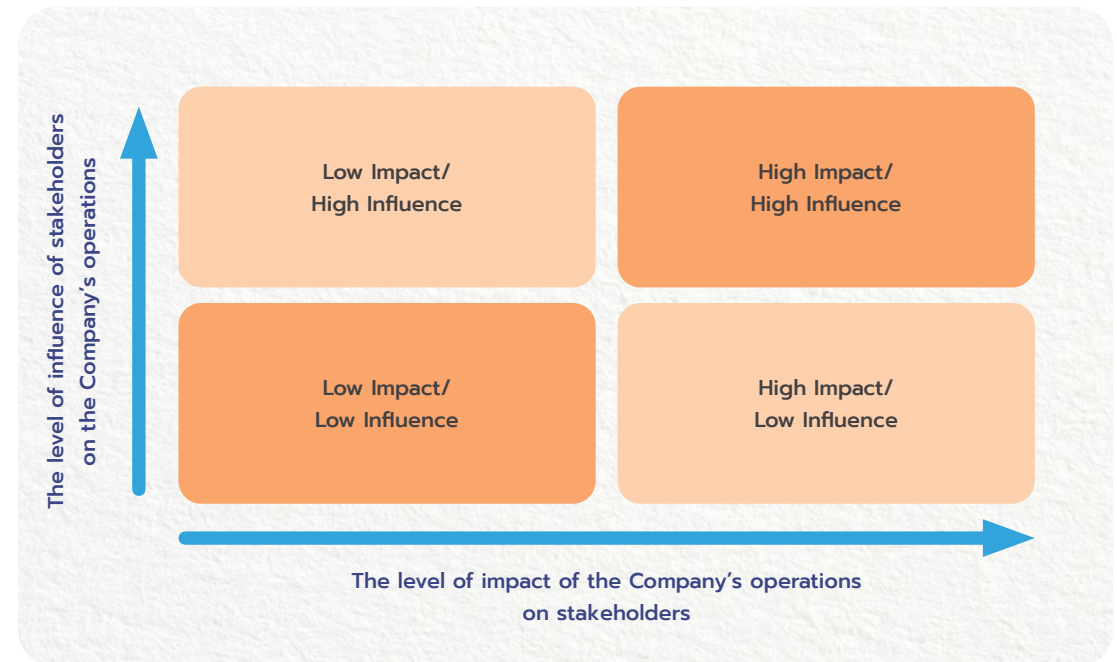 The level of influence of stakeholders
on the Company's operations
Low Impact/
High Influence
High Impact/
High Influence
Low Impact/
Low Influence
High Impact/
Low Influence
The level of impact of the Company's operations
on stakeholders